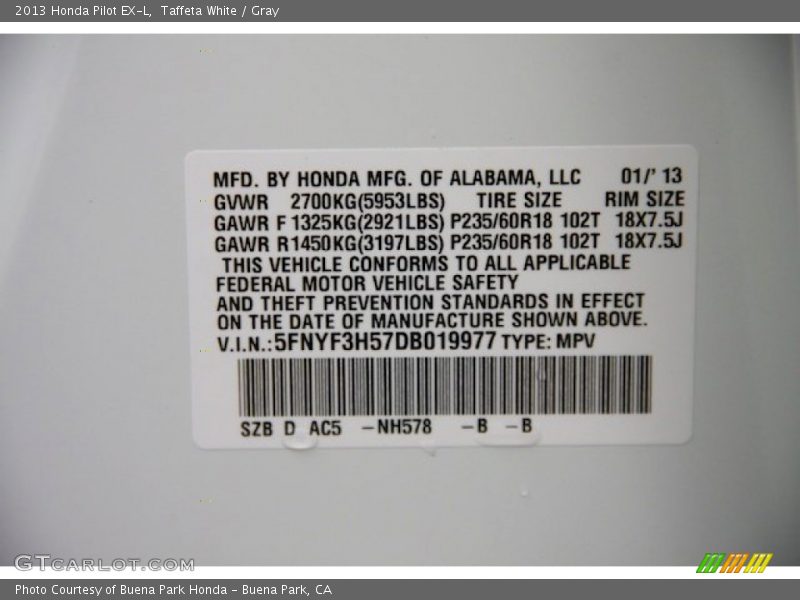 2013 Honda Pilot EX-L, Taffeta White / Gray
MFD. BY HONDA MFG. OF ALABAMA, LLC 01/' 13
GVWR 2700KG(5953LBS) TIRE SIZE RIM SIZE
GAWR F 1325KG(2921LBS) P235/60R18 102T 18X7.5J
GAWR R1450KG(3197LBS) P235/60R18 102T 18X7.5J
THIS VEHICLE CONFORMS TO ALL APPLICABLE
FEDERAL MOTOR VEHICLE SAFETY
AND THEFT PREVENTION STANDARDS IN EFFECT
ON THE DATE OF MANUFACTURE SHOWN ABOVE.
V.I.N.:5FNYF3H57DB019977 TYPE: MPV
SZB D AC5 -NH578 -B -B
GTCARLOT.COM
Photo Courtesy of Buena Park Honda - Buena Park, CA